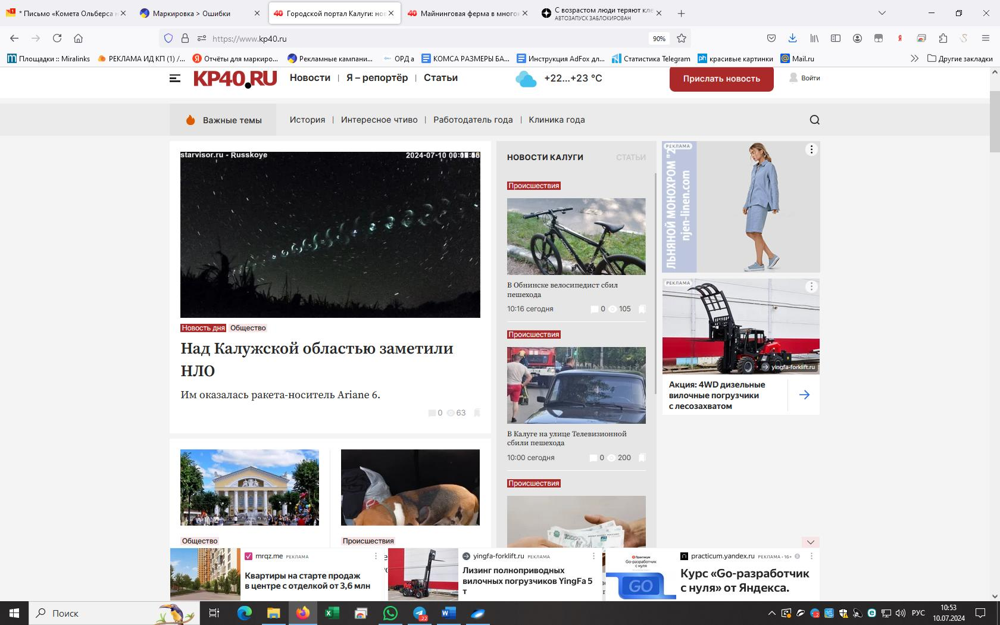 * Письмо «Комета Ольберса н
Маркировка > Ошибки
Городской портал Калуги: нов
Майнинговая ферма в многок
С возрастом люди теряют кле
АВТОЗАПУСК ЗАБЛОКИРОВАН
https://www.kp40.ru
90%
Площадки :: Miralinks
РЕКЛАМА ИД КП (1) /...
Отчёты для маркиро...
Рекламные кампани...
ОРД а
КОМСА РАЗМЕРЫ БА...
Инструкция AdFox дл...
Статистика Telegram
красивые картинки
Mail.ru
Другие закладки
KP40.RU
Новости | Я – репортёр | Статьи
+22...+23 °C
Прислать новость
Войти
Важные темы
История | Интересное чтиво | Работодатель года | Клиника года
starvisor.ru - Russkoye
Новость дня Общество
Над Калужской областью заметили
НЛО
Им оказалась ракета-носитель Ariane 6.
0 63
Общество
Происшествия
НОВОСТИ КАЛУГИ
СТАТЬИ
Происшествия
В Обнинске велосипедист сбил
пешехода
10:16 сегодня
0 105
Происшествия
В Калуге на улице Телевизионной
сбили пешехода
10:00 сегодня
0 200
Происшествия
РЕКЛАМА
ЛЬНЯНОЙ МОНОХРОМ "2
njen-linen.com
РЕКЛАМА
yingfa-forklift.ru
Акция: 4WD дизельные
вилочные погрузчики
с лесозахватом
mrqz.me РЕКЛАМА
Квартиры на старте продаж
в центре с отделкой от 3,6 млн
yingfa-forklift.ru РЕКЛАМА
Лизинг полноприводных
вилочных погрузчиков YingFa 5
т
Практикум
Go-разработчик
с нуля
GO
practicum.yandex.ru РЕКЛАМА • 16+
Курс «Go-разработчик
с нуля» от Яндекса.
Поиск
РУС
10:53
10.07.2024